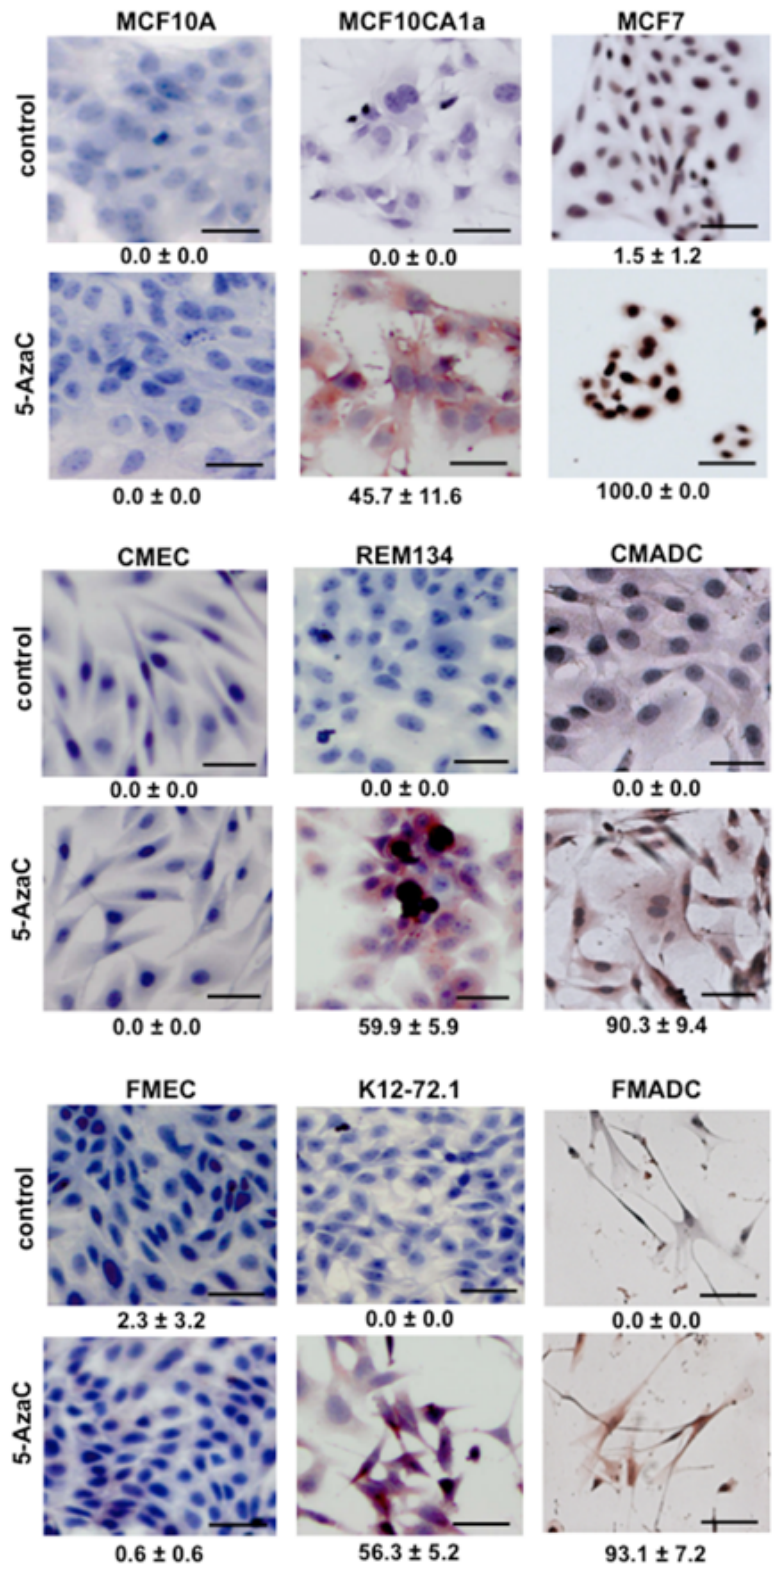 MCF10A MCF10CA1a MCF7
control
0.0 ± 0.0 0.0 ± 0.0 1.5 ± 1.2
5-AzaC
0.0 ± 0.0 45.7 ± 11.6 100.0 ± 0.0
CMEC REM134 CMADC
control
0.0 ± 0.0 0.0 ± 0.0 0.0 ± 0.0
5-AzaC
0.0 ± 0.0 59.9 ± 5.9 90.3 ± 9.4
FMEC K12-72.1 FMADC
control
2.3 ± 3.2 0.0 ± 0.0 0.0 ± 0.0
5-AzaC
0.6 ± 0.6 56.3 ± 5.2 93.1 ± 7.2